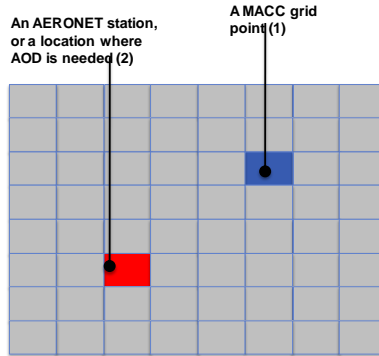 An AERONET station,
or a location where
AOD is needed (2)
A MACC grid
point (1)